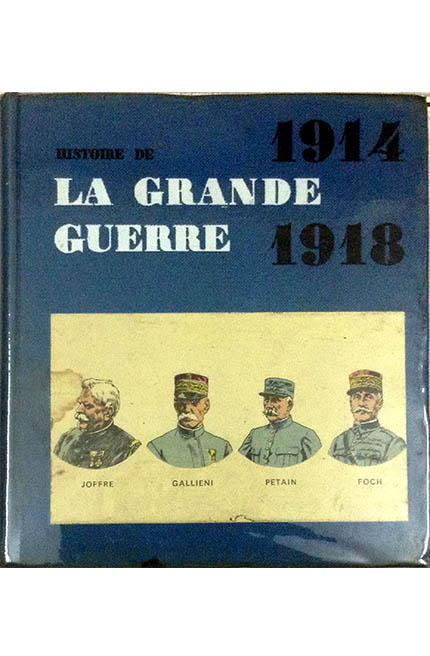 HISTOIRE DE
LA GRANDE
GUERRE
1914
1918
JOFFRE
GALLIENI
PETAIN
FOCH